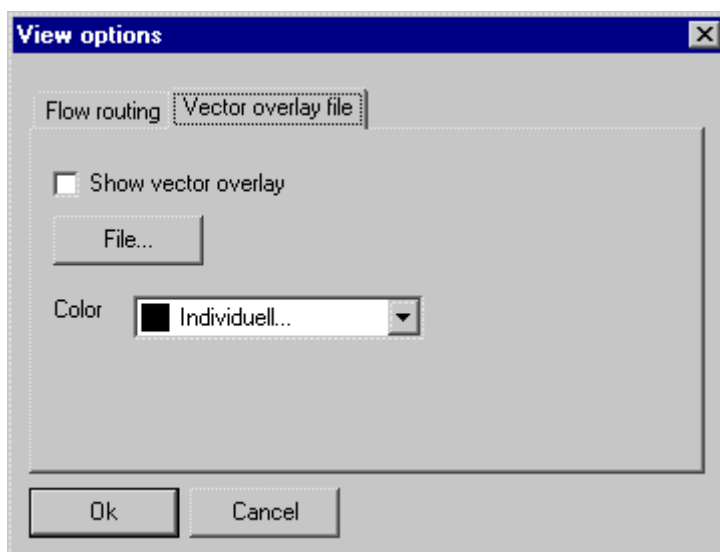 View options
Flow routing Vector overlay file
Show vector overlay
File...
Color Individuell...
Ok Cancel